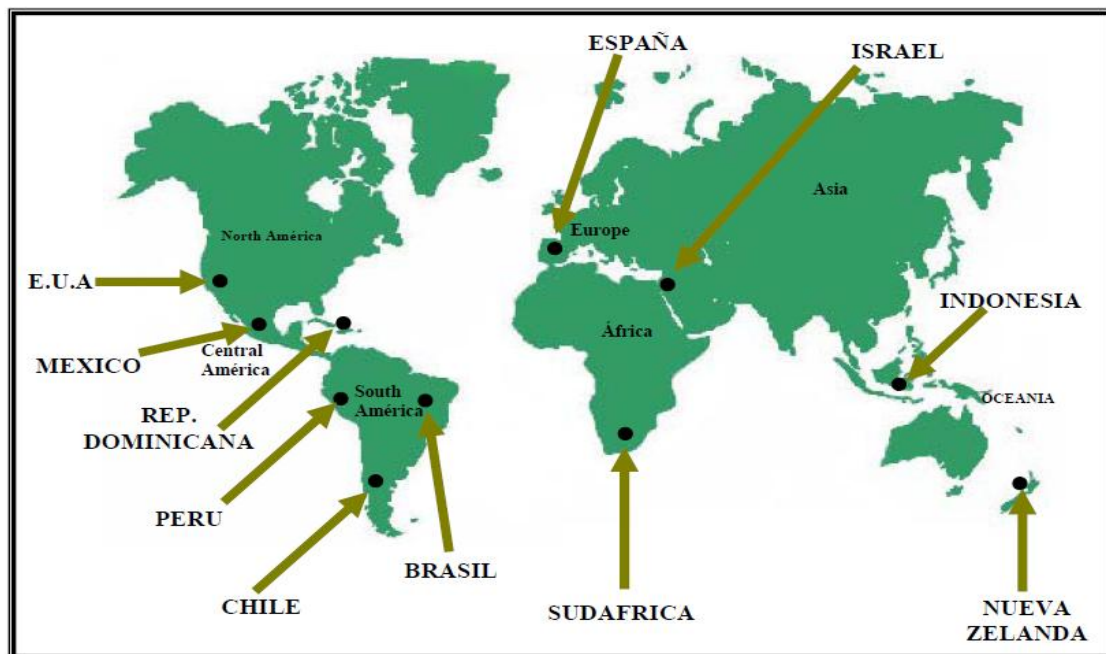 ESPAÑA
ISRAEL
Asia
North América
Europe
E.U.A
INDONESIA
África
MEXICO
Central
América
South
América
OCEANIA
REP.
DOMINICANA
PERU
BRASIL
CHILE
SUDAFRICA
NUEVA
ZELANDA